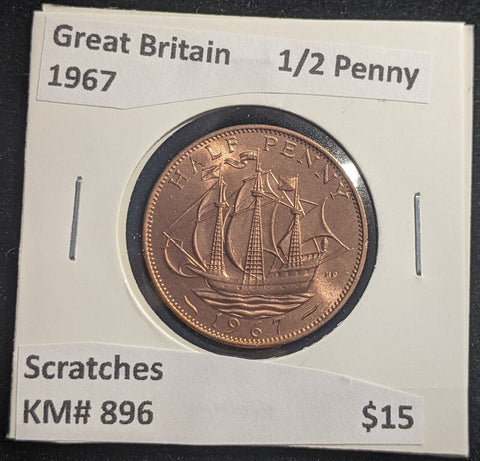 Great Britain 1/2 Penny
1967
HALF PENNY
1967
Scratches
KM# 896 $15